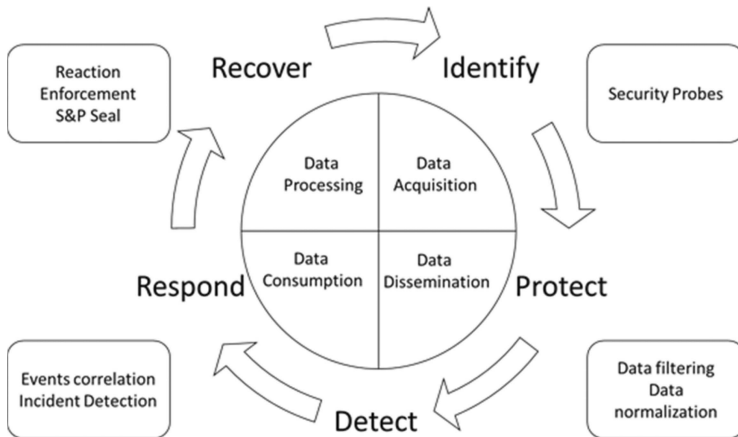 Recover
Identify
Reaction
Enforcement
S&P Seal
Security Probes
Data
Processing
Data
Acquisition
Data
Consumption
Data
Dissemination
Respond
Protect
Events correlation
Incident Detection
Data filtering
Data
normalization
Detect